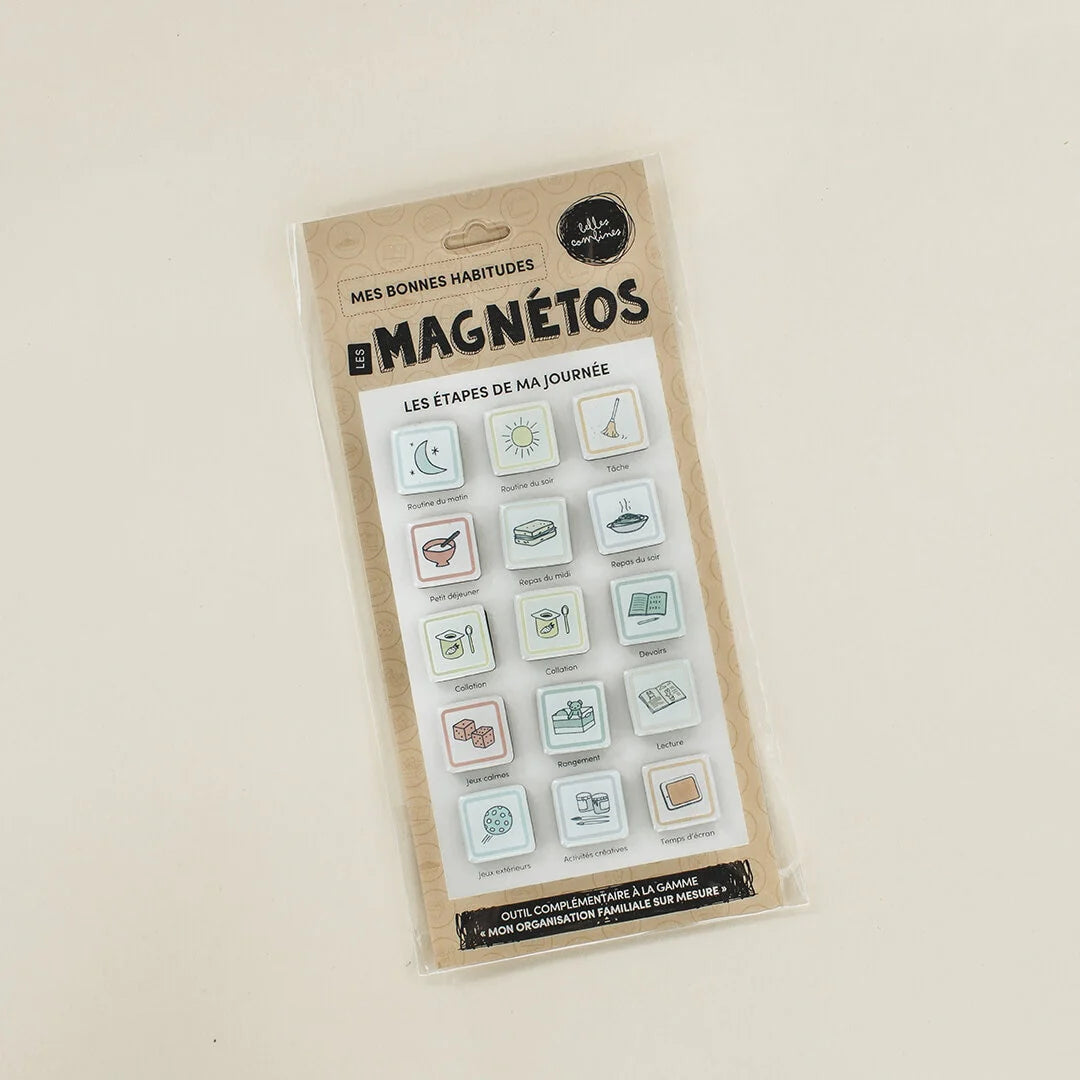 belles
combines
MES BONNES HABITUDES
LES MAGNÉTOS
LES ÉTAPES DE MA JOURNÉE
Routine du matin Routine du soir Tâche
Petit déjeuner Repas du midi Repas du soir
Collation Collation Devoirs
Jeux calmes Rangement Lecture
Jeux extérieurs Activités créatives Temps d'écran
OUTIL COMPLÉMENTAIRE À LA GAMME
« MON ORGANISATION FAMILIALE SUR MESURE »